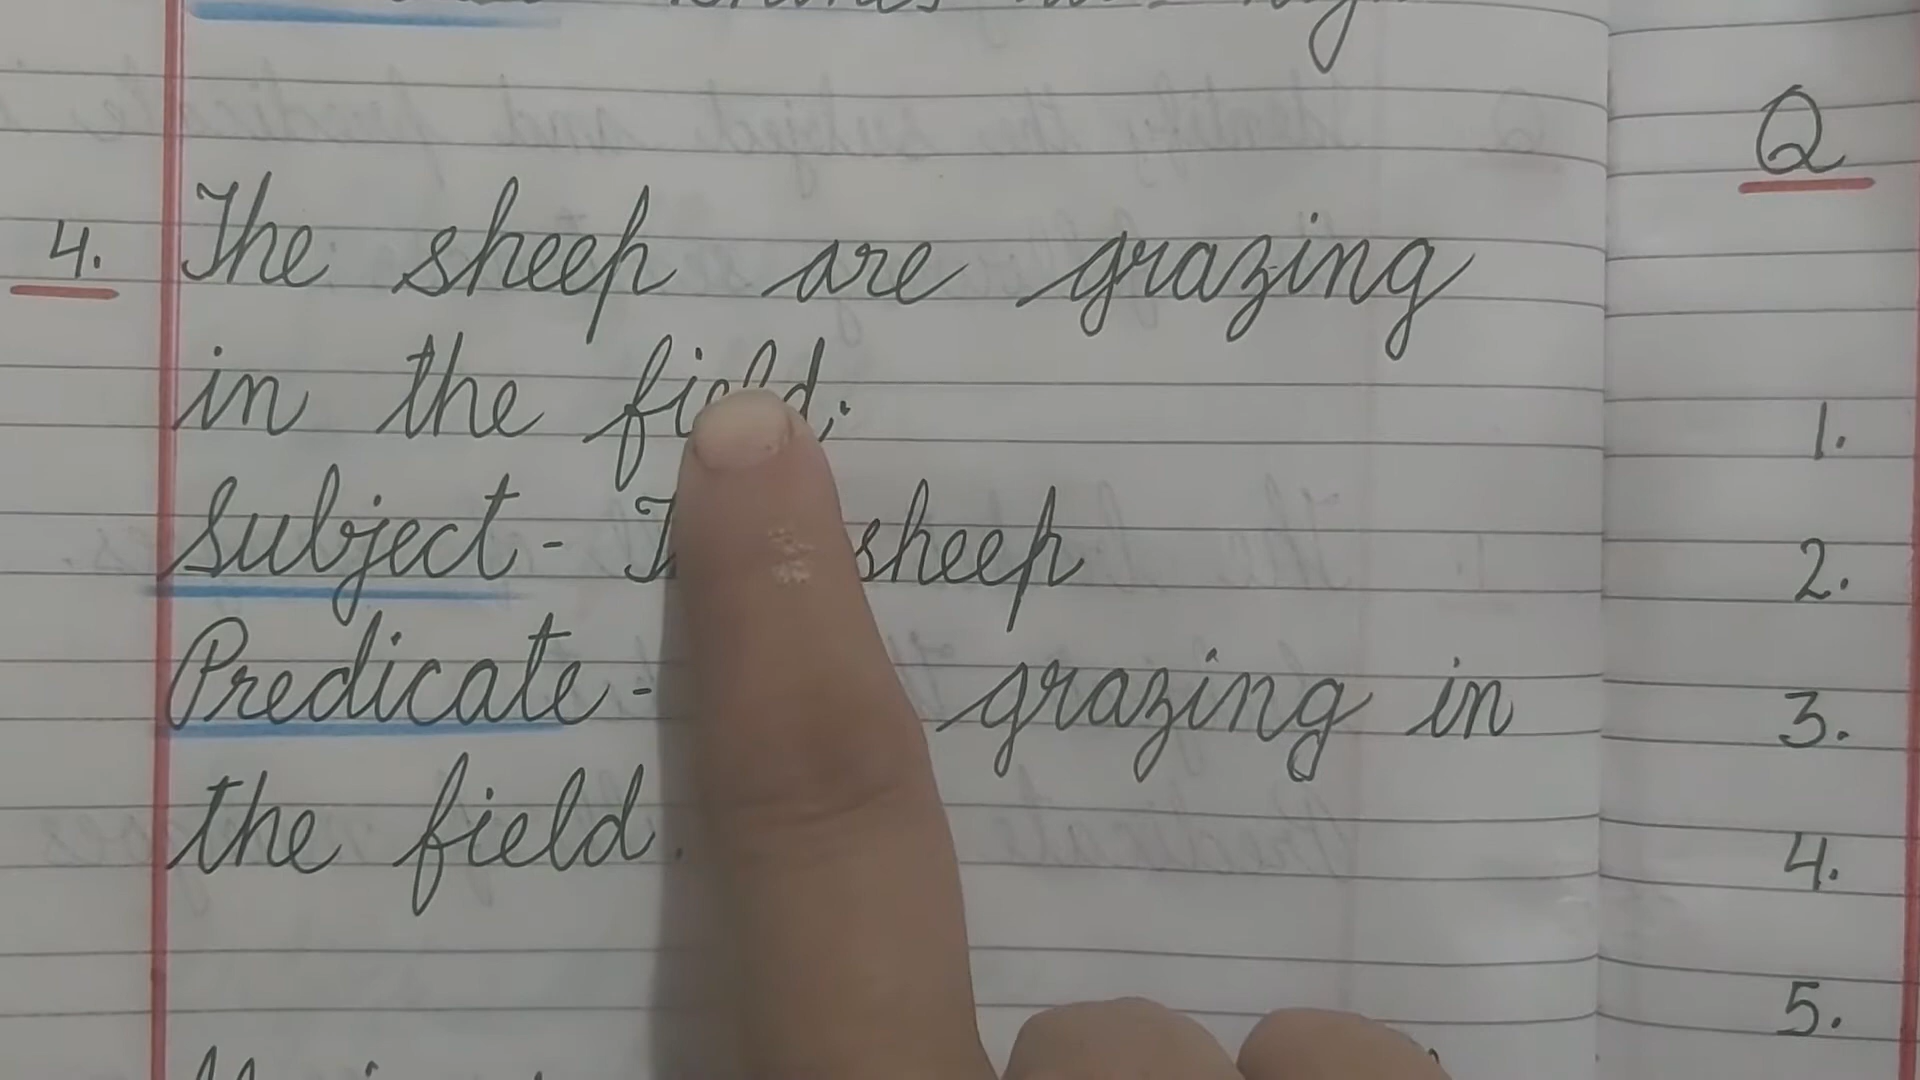 4. The sheep are grazing
in the field.
Subject - sheep
Predicate - grazing in
the field.
Q
1.
2.
3.
4.
5.